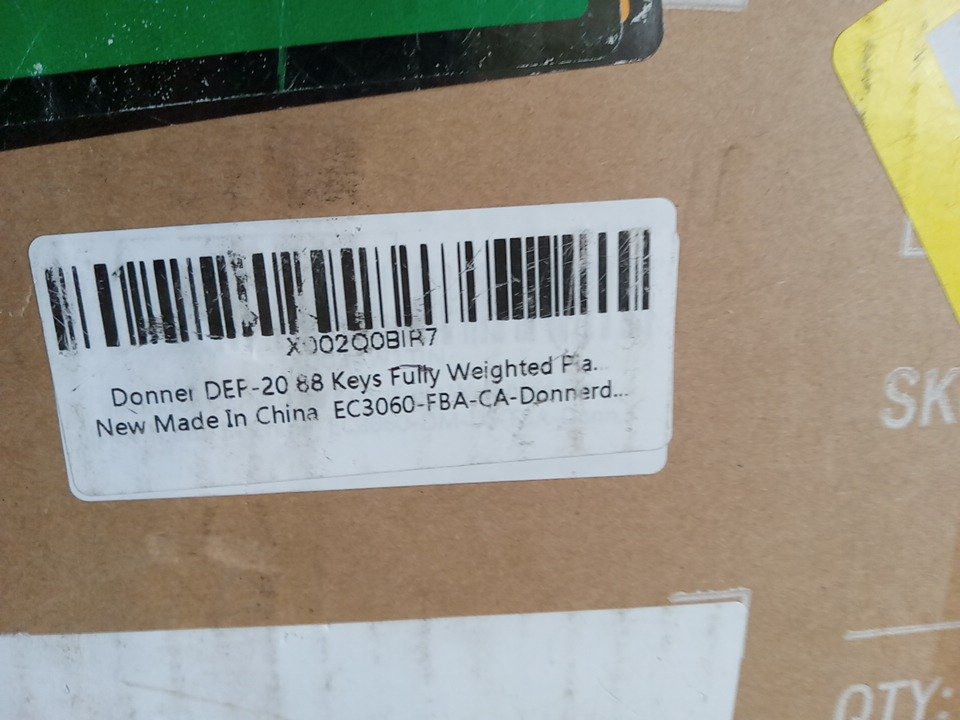 X002Q0BIR7
Donner DEP-20 88 Keys Fully Weighted Pia...
New Made In China EC3060-FBA-CA-Donnerd...
SK
QTY: